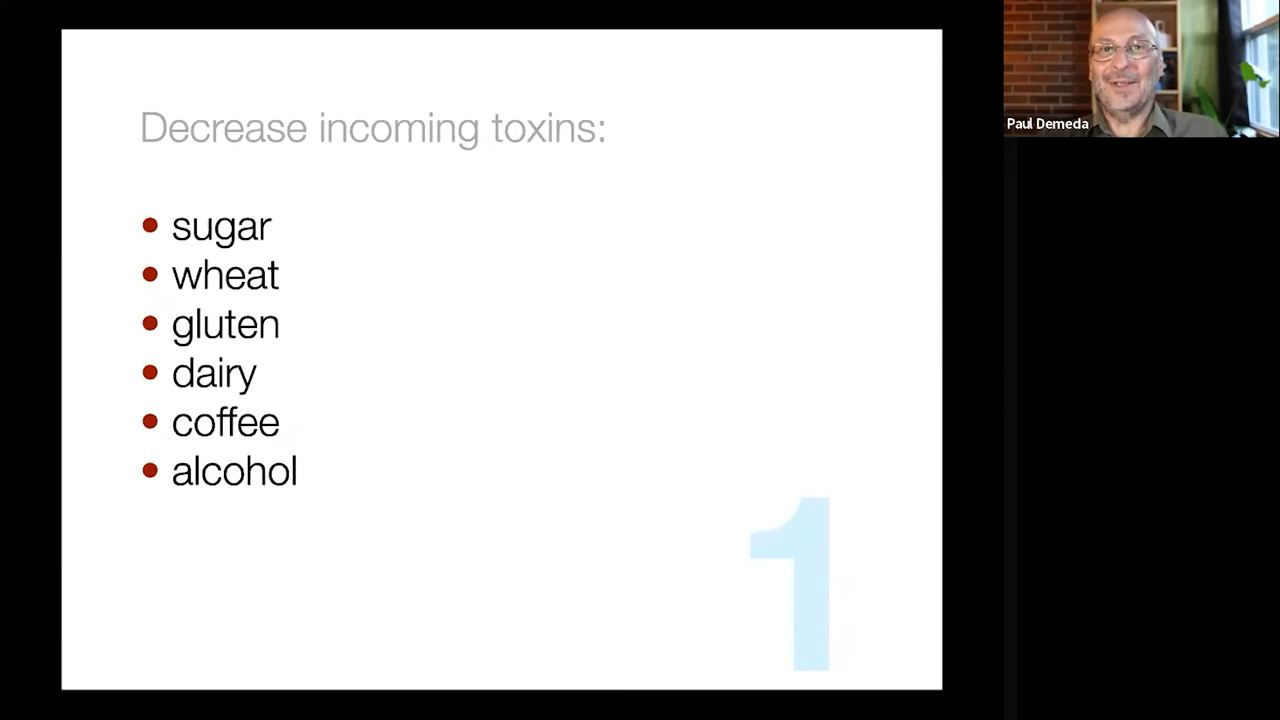 Decrease incoming toxins:
• sugar
• wheat
• gluten
• dairy
• coffee
• alcohol
1
Paul Demeda